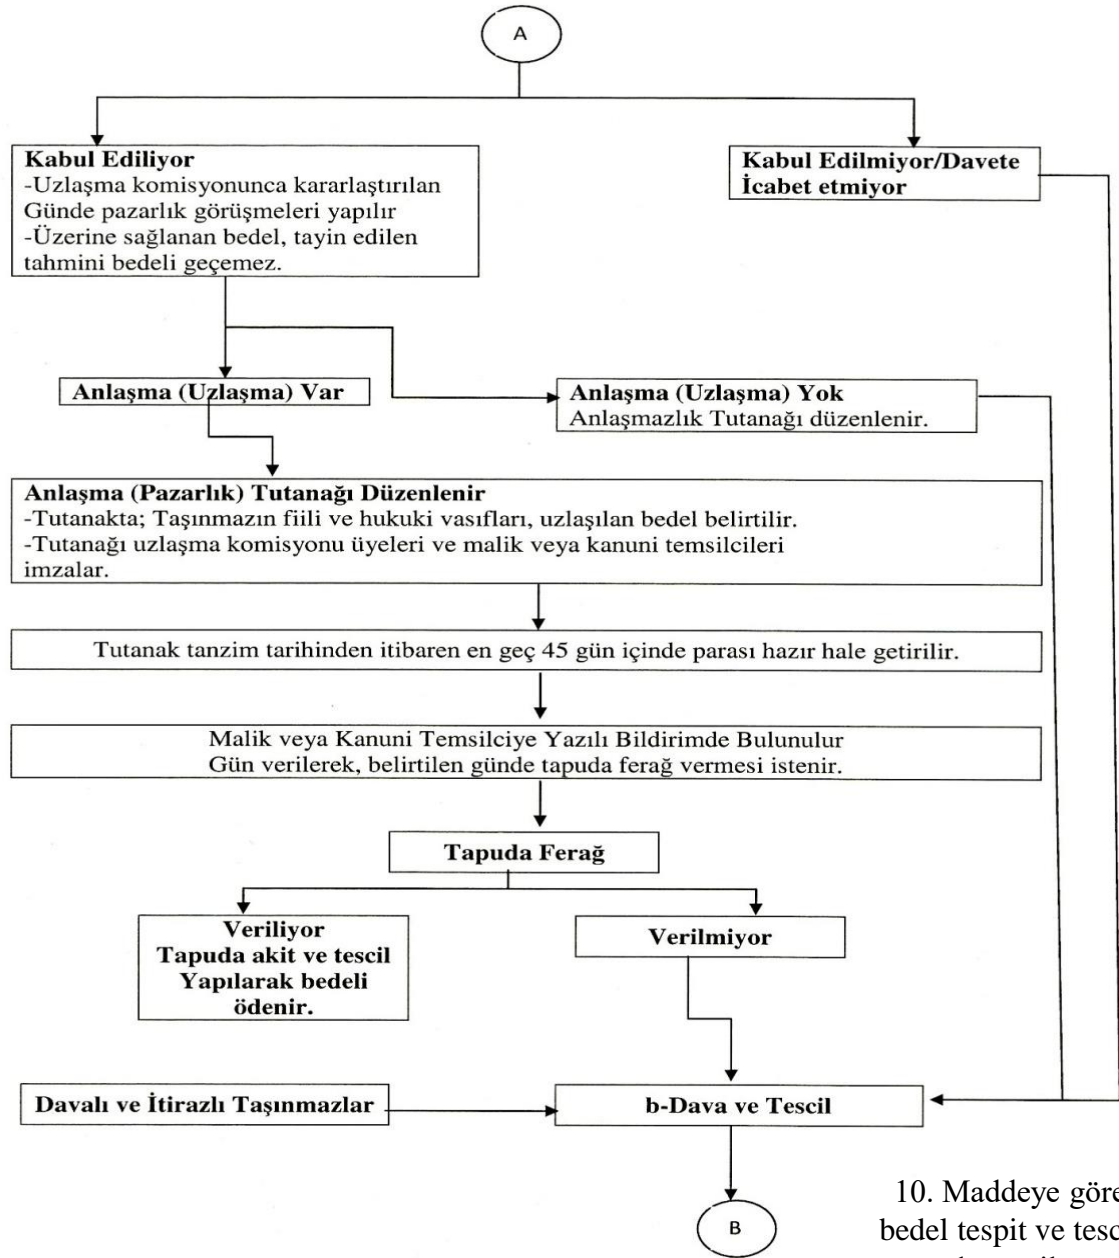 A
Kabul Ediliyor
-Uzlaşma komisyonunca kararlaştırılan
Günde pazarlık görüşmeleri yapılır
-Üzerine sağlanan bedel, tayin edilen
tahmini bedeli geçemez.
Kabul Edilmiyor/Davete
İcabet etmiyor
Anlaşma (Uzlaşma) Var
Anlaşma (Uzlaşma) Yok
Anlaşmazlık Tutanağı düzenlenir.
Anlaşma (Pazarlık) Tutanağı Düzenlenir
-Tutanakta; Taşınmazın fiili ve hukuki vasıfları, uzlaşılan bedel belirtilir.
-Tutanağı uzlaşma komisyonu üyeleri ve malik veya kanuni temsilcileri
imzalar.
Tutanak tanzim tarihinden itibaren en geç 45 gün içinde parası hazır hale getirilir.
Malik veya Kanuni Temsilciye Yazılı Bildirimde Bulunulur
Gün verilerek, belirtilen günde tapuda ferağ vermesi istenir.
Tapuda Ferağ
Veriliyor
Tapuda akit ve tescil
Yapılarak bedeli
ödenir.
Verilmiyor
Davalı ve İtirazlı Taşınmazlar
b-Dava ve Tescil
10. Maddeye göre
bedel tespit ve tesc
B